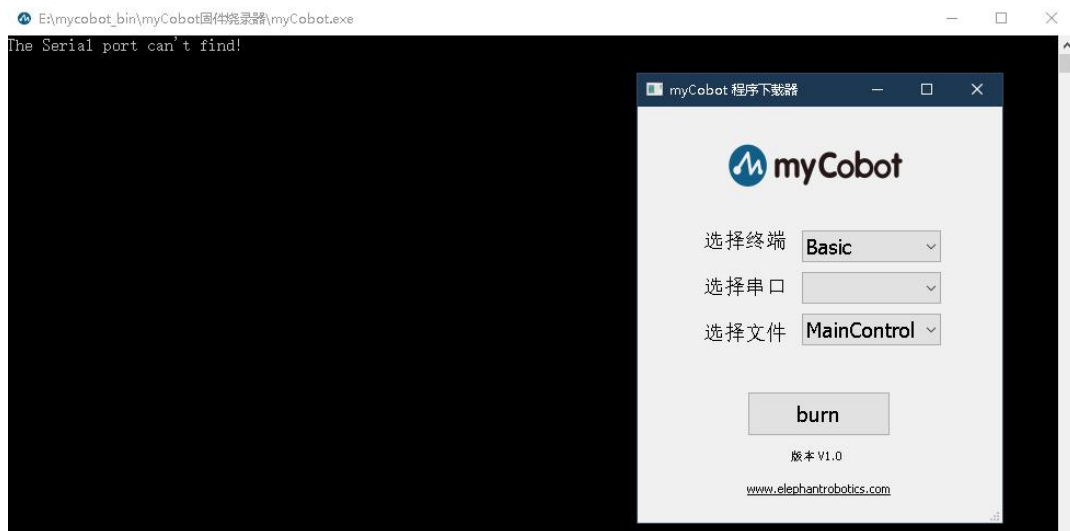 E:\mycobot_bin\myCobot固件烧录器\myCobot.exe
The Serial port can't find!
myCobot 程序下载器
myCobot
选择终端 Basic
选择串口
选择文件 MainControl
burn
版本 V1.0
www.elephantrobotics.com